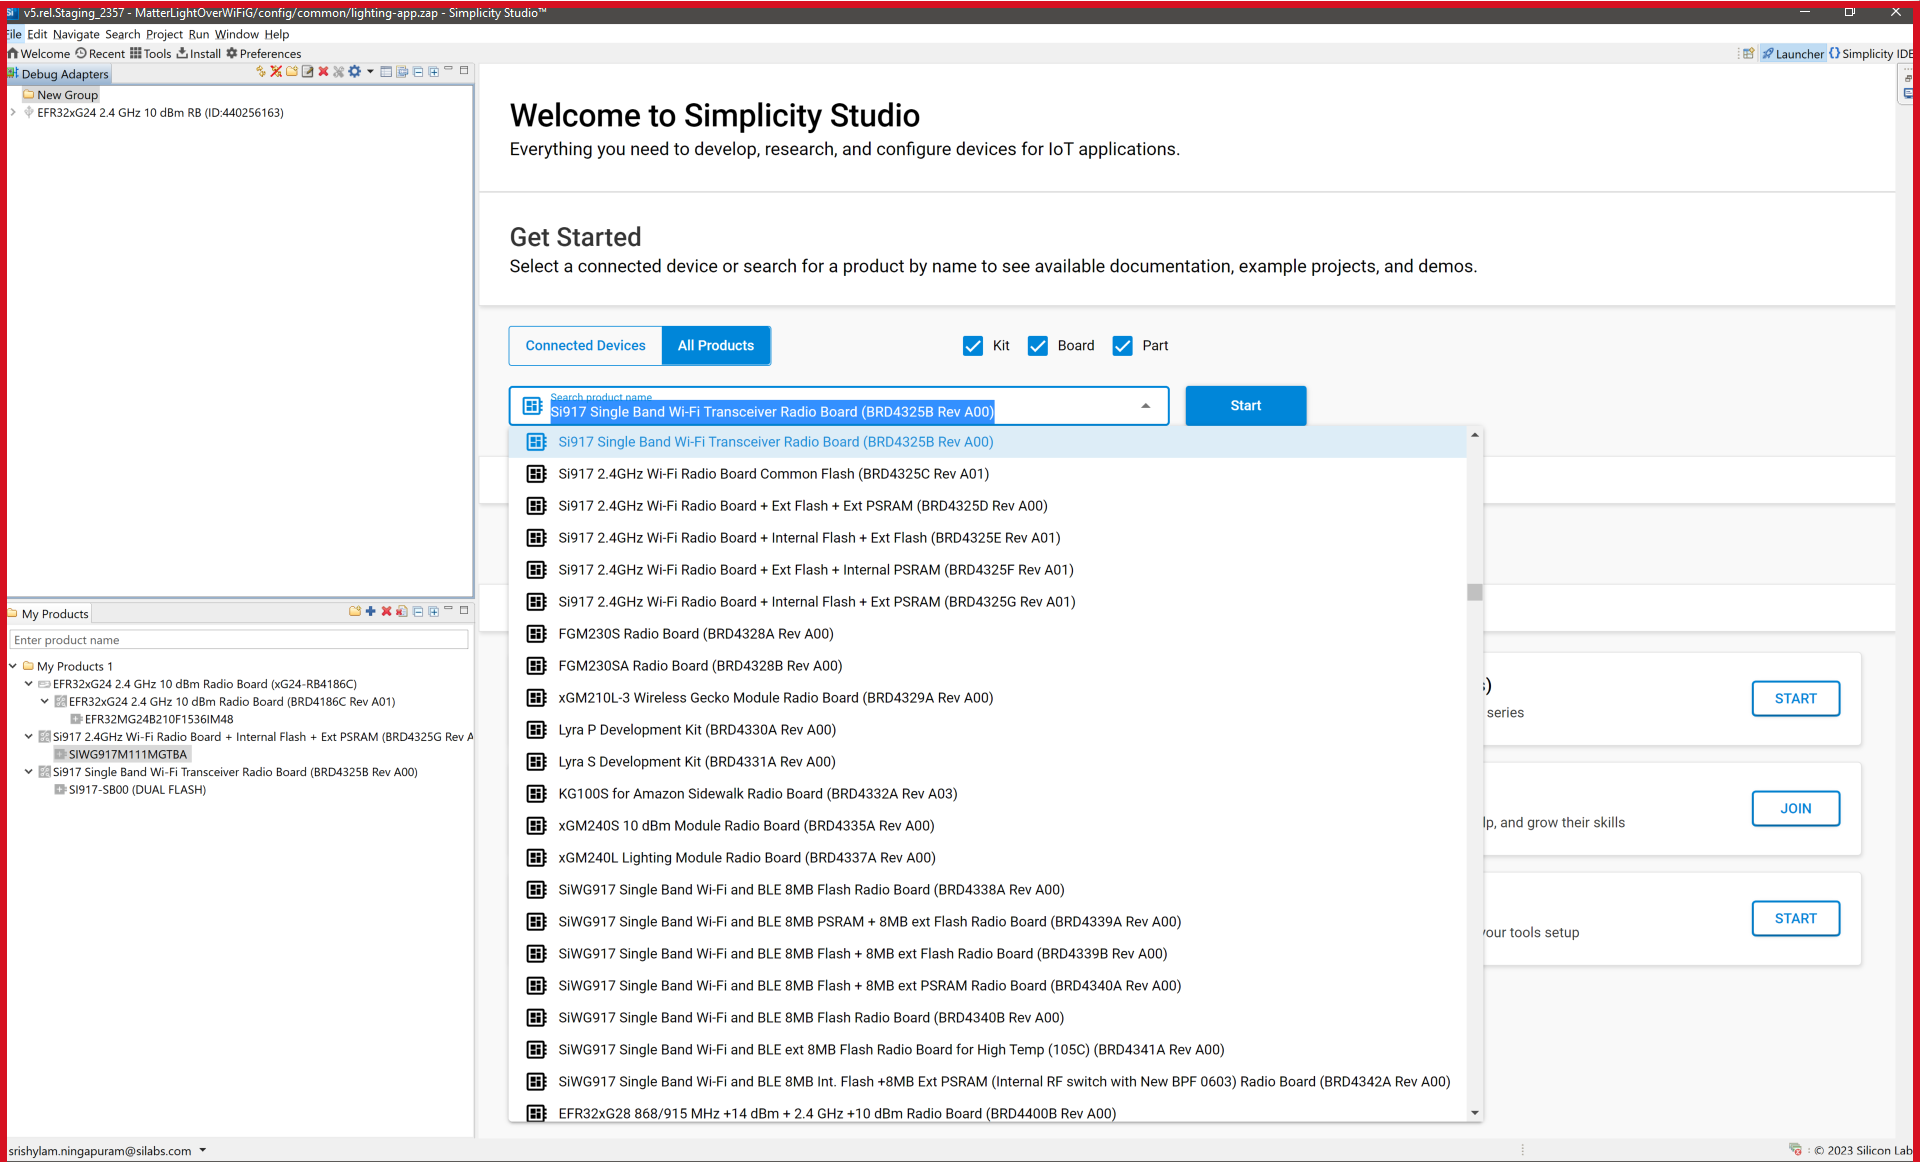 v5.rel.Staging_2357 - MatterLightOverWiFiG/config/common/lighting-app.zap - Simplicity Studio™
File Edit Navigate Search Project Run Window Help
Welcome Recent Tools Install Preferences
Launcher {} Simplicity IDE
Debug Adapters
New Group
EFR32xG24 2.4 GHz 10 dBm RB (ID:440256163)
Welcome to Simplicity Studio
Everything you need to develop, research, and configure devices for IoT applications.
Get Started
Select a connected device or search for a product by name to see available documentation, example projects, and demos.
Connected Devices All Products Kit Board Part
Search product name
Si917 Single Band Wi-Fi Transceiver Radio Board (BRD4325B Rev A00)
Start
Si917 Single Band Wi-Fi Transceiver Radio Board (BRD4325B Rev A00)
Si917 2.4GHz Wi-Fi Radio Board Common Flash (BRD4325C Rev A01)
Si917 2.4GHz Wi-Fi Radio Board + Ext Flash + Ext PSRAM (BRD4325D Rev A00)
Si917 2.4GHz Wi-Fi Radio Board + Internal Flash + Ext Flash (BRD4325E Rev A01)
Si917 2.4GHz Wi-Fi Radio Board + Ext Flash + Internal PSRAM (BRD4325F Rev A01)
Si917 2.4GHz Wi-Fi Radio Board + Internal Flash + Ext PSRAM (BRD4325G Rev A01)
FGM230S Radio Board (BRD4328A Rev A00)
FGM230SA Radio Board (BRD4328B Rev A00)
xGM210L-3 Wireless Gecko Module Radio Board (BRD4329A Rev A00)
Lyra P Development Kit (BRD4330A Rev A00)
Lyra S Development Kit (BRD4331A Rev A00)
KG100S for Amazon Sidewalk Radio Board (BRD4332A Rev A03)
xGM240S 10 dBm Module Radio Board (BRD4335A Rev A00)
xGM240L Lighting Module Radio Board (BRD4337A Rev A00)
SiWG917 Single Band Wi-Fi and BLE 8MB Flash Radio Board (BRD4338A Rev A00)
SiWG917 Single Band Wi-Fi and BLE 8MB PSRAM + 8MB ext Flash Radio Board (BRD4339A Rev A00)
SiWG917 Single Band Wi-Fi and BLE 8MB Flash + 8MB ext Flash Radio Board (BRD4339B Rev A00)
SiWG917 Single Band Wi-Fi and BLE 8MB Flash + 8MB ext PSRAM Radio Board (BRD4340A Rev A00)
SiWG917 Single Band Wi-Fi and BLE 8MB Flash Radio Board (BRD4340B Rev A00)
SiWG917 Single Band Wi-Fi and BLE ext 8MB Flash Radio Board for High Temp (105C) (BRD4341A Rev A00)
SiWG917 Single Band Wi-Fi and BLE 8MB Int. Flash +8MB Ext PSRAM (Internal RF switch with New BPF 0603) Radio Board (BRD4342A Rev A00)
EFR32xG28 868/915 MHz +14 dBm + 2.4 GHz +10 dBm Radio Board (BRD4400B Rev A00)
)
series
START
lp, and grow their skills
JOIN
your tools setup
START
My Products
Enter product name
My Products 1
EFR32xG24 2.4 GHz 10 dBm Radio Board (xG24-RB4186C)
EFR32xG24 2.4 GHz 10 dBm Radio Board (BRD4186C Rev A01)
EFR32MG24B210F1536IM48
Si917 2.4GHz Wi-Fi Radio Board + Internal Flash + Ext PSRAM (BRD4325G Rev A
SIWG917M111MGTBA
Si917 Single Band Wi-Fi Transceiver Radio Board (BRD4325B Rev A00)
SI917-SB00 (DUAL FLASH)
srishylam.ningapuram@silabs.com
© 2023 Silicon Lab